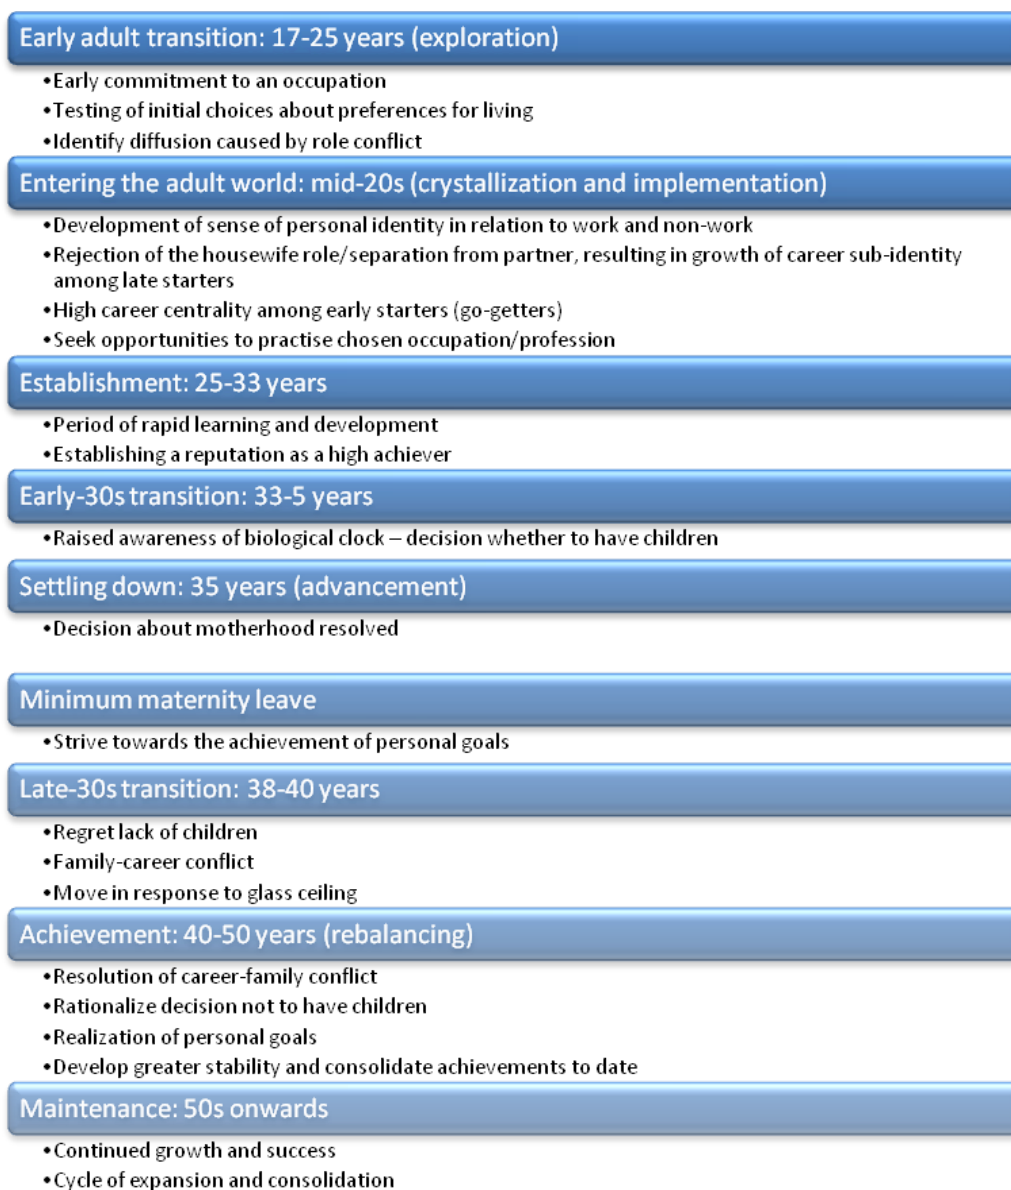 Early adult transition: 17-25 years (exploration)
•Early commitment to an occupation
•Testing of initial choices about preferences for living
•Identify diffusion caused by role conflict
Entering the adult world: mid-20s (crystallization and implementation)
•Development of sense of personal identity in relation to work and non-work
•Rejection of the housewife role/separation from partner, resulting in growth of career sub-identity
among late starters
•High career centrality among early starters (go-getters)
•Seek opportunities to practise chosen occupation/profession
Establishment: 25-33 years
•Period of rapid learning and development
•Establishing a reputation as a high achiever
Early-30s transition: 33-5 years
•Raised awareness of biological clock – decision whether to have children
Settling down: 35 years (advancement)
•Decision about motherhood resolved
Minimum maternity leave
•Strive towards the achievement of personal goals
Late-30s transition: 38-40 years
•Regret lack of children
•Family-career conflict
•Move in response to glass ceiling
Achievement: 40-50 years (rebalancing)
•Resolution of career-family conflict
•Rationalize decision not to have children
•Realization of personal goals
•Develop greater stability and consolidate achievements to date
Maintenance: 50s onwards
•Continued growth and success
•Cycle of expansion and consolidation